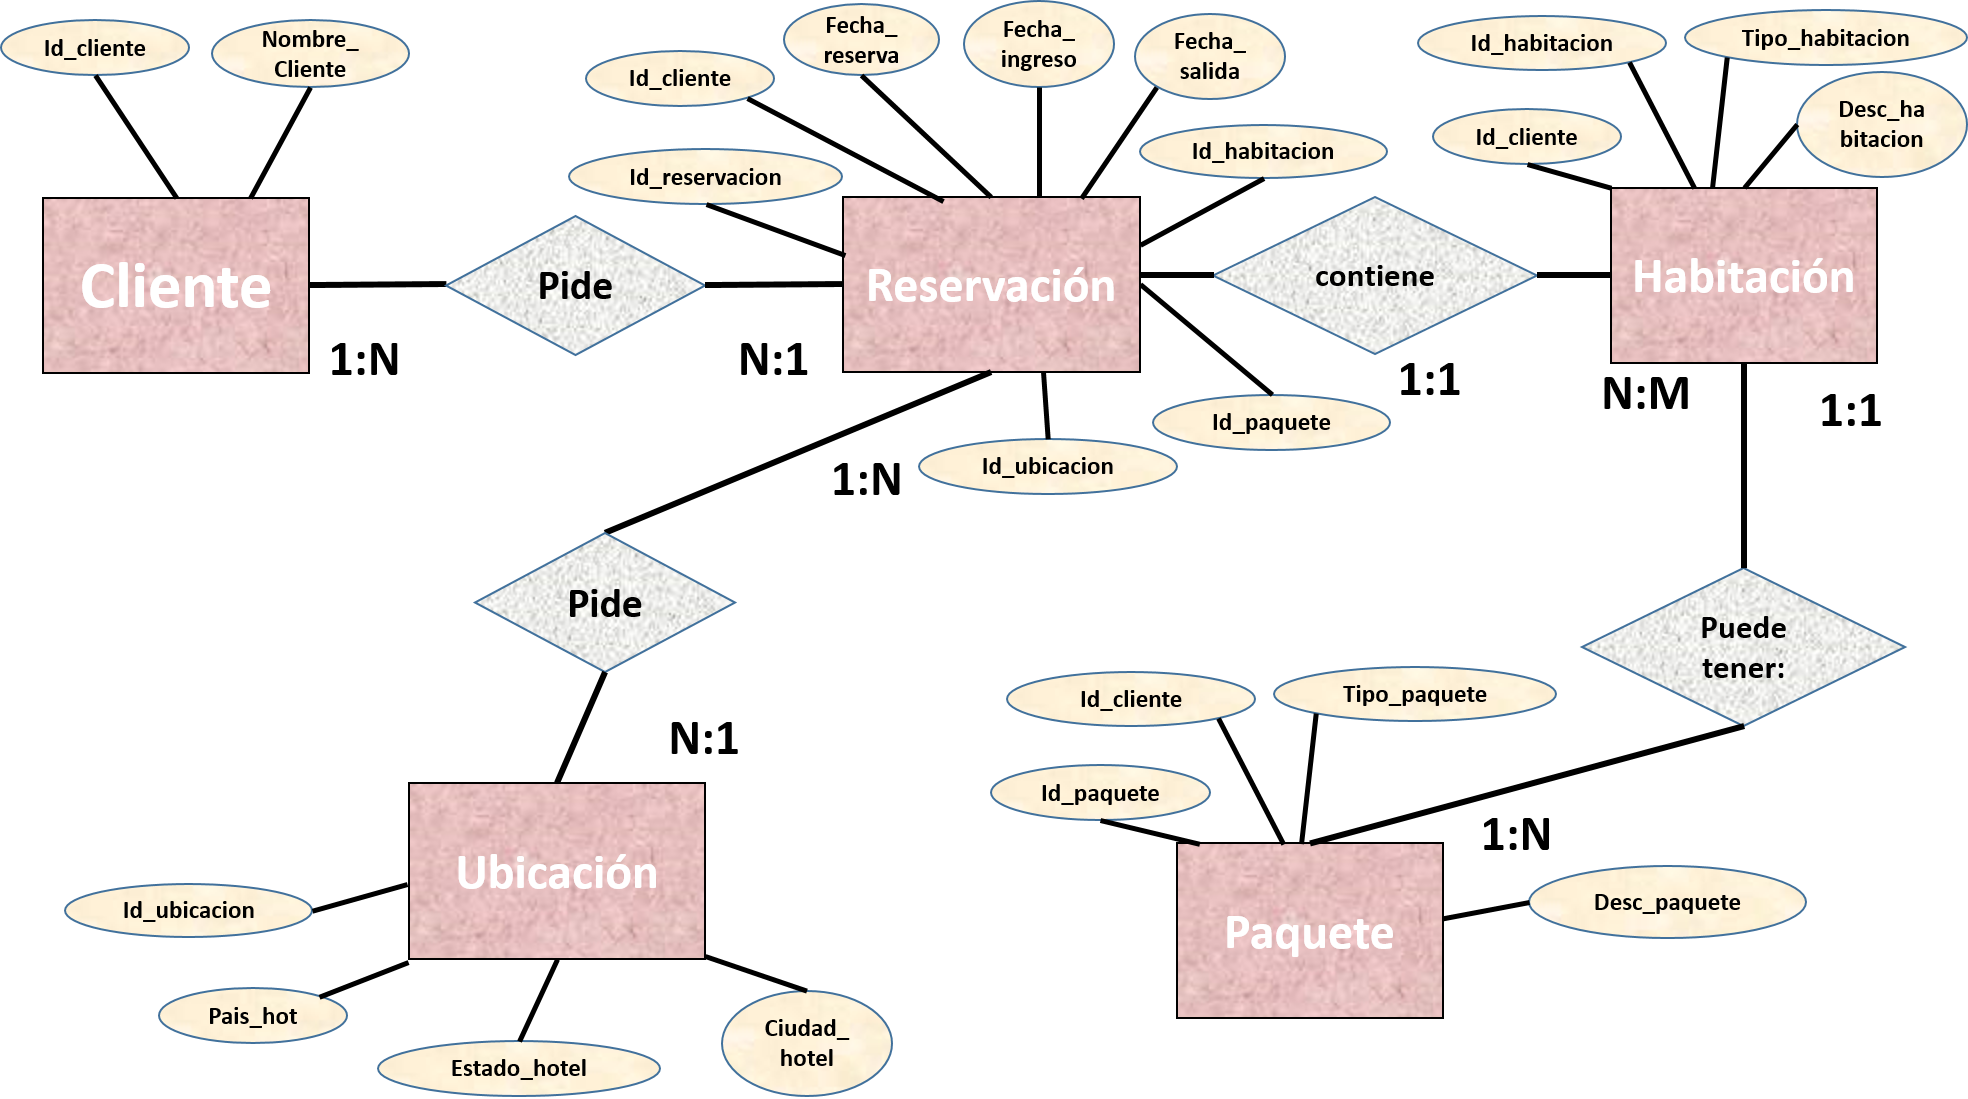 Id_cliente
Nombre_
Cliente
Id_cliente
Fecha_
reserva
Fecha_
ingreso
Fecha_
salida
Id_habitacion
Tipo_habitacion
Desc_ha
bitacion
Id_cliente
Id_habitacion
Id_reservacion
Cliente
Pide
Reservación
contiene
Habitación
1:N
N:1
1:1
N:M
1:1
Id_paquete
Id_ubicacion
1:N
Pide
Puede
tener:
N:1
Id_cliente
Tipo_paquete
Id_paquete
1:N
Ubicación
Paquete
Desc_paquete
Id_ubicacion
Pais_hot
Estado_hotel
Ciudad_
hotel